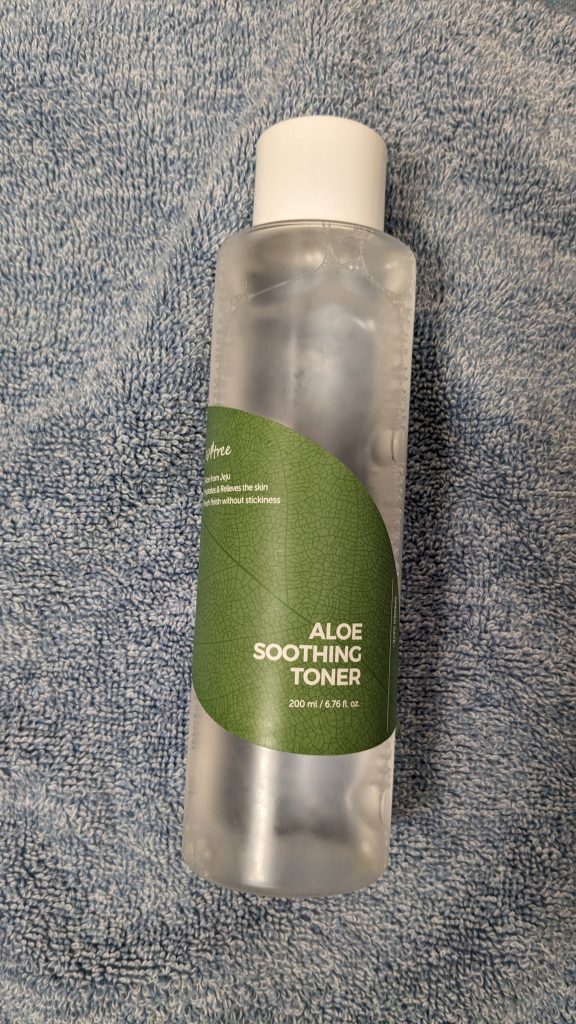 from Jeju
& Relieves the skin
finish without stickiness
ALOE
SOOTHING
TONER
200 ml / 6.76 fl. oz.